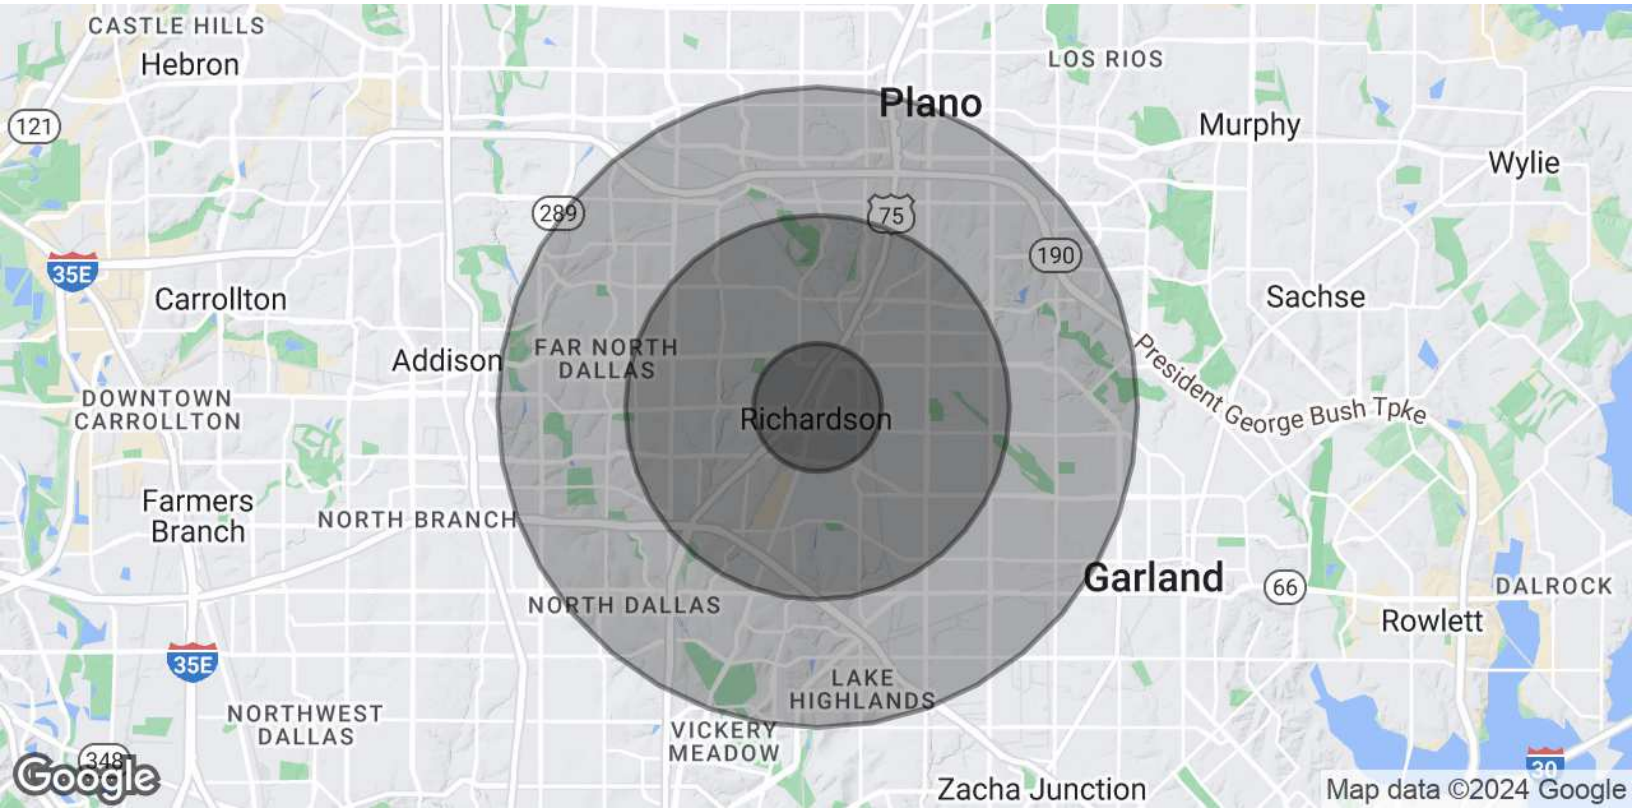 CASTLE HILLS
Hebron
LOS RIOS
Plano
121
Murphy
Wylie
289
75
190
35E
Carrollton
Sachse
Addison
FAR NORTH
DALLAS
President George Bush Tpke
DOWNTOWN
CARROLLTON
Richardson
Farmers
Branch
NORTH BRANCH
Garland
66
DALROCK
NORTH DALLAS
Rowlett
35E
LAKE
HIGHLANDS
NORTHWEST
DALLAS
VICKERY
MEADOW
348
30
Google
Zacha Junction
Map data ©2024 Google